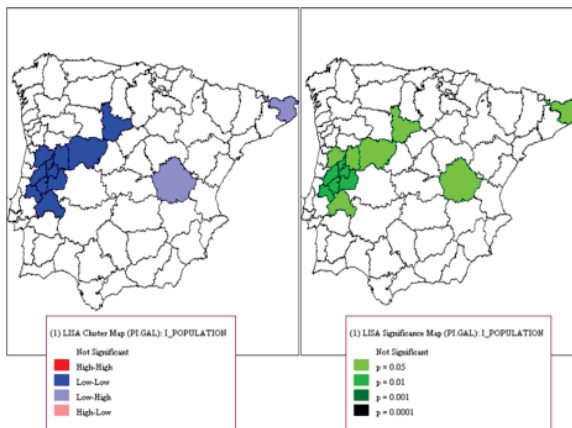 (1) LISA Cluster Map (PI.GAL): I_POPULATION
Not Significant
High-High
Low-Low
Low-High
High-Low
(1) LISA Significance Map (PI.GAL): I_POPULATION
Not Significant
p = 0.05
p = 0.01
p = 0.001
p = 0.0001